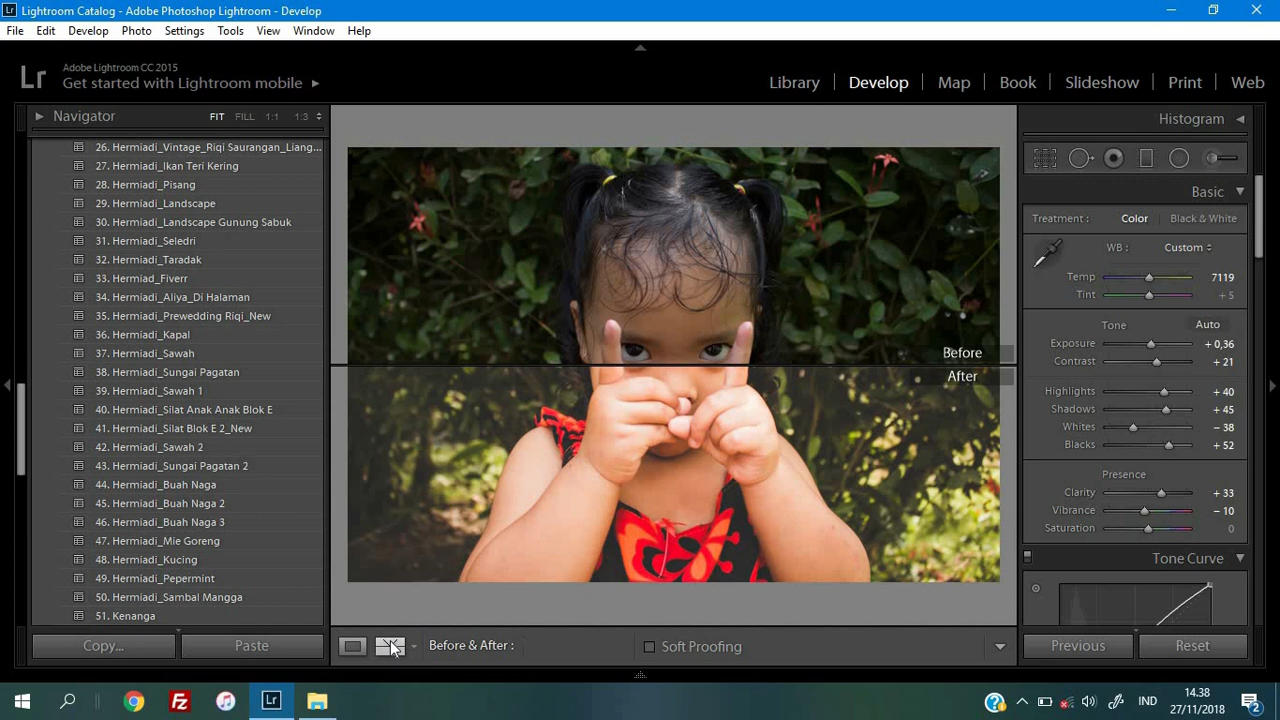 Lightroom Catalog - Adobe Photoshop Lightroom - Develop
File Edit Develop Photo Settings Tools View Window Help
Lr
Adobe Lightroom CC 2015
Get started with Lightroom mobile
Library Develop Map Book Slideshow Print Web
Navigator FIT FILL 1:1 1:3
26. Hermiadi_Vintage_Riqi Saurangan_Liang...
27. Hermiadi_Ikan Teri Kering
28. Hermiadi_Pisang
29. Hermiadi_Landscape
30. Hermiadi_Landscape Gunung Sabuk
31. Hermiadi_Seledri
32. Hermiadi_Taradak
33. Hermiad_Fiverr
34. Hermiadi_Aliya_Di Halaman
35. Hermiadi_Prewedding Riqi_New
36. Hermiadi_Kapal
37. Hermiadi_Sawah
38. Hermiadi_Sungai Pagatan
39. Hermiadi_Sawah 1
40. Hermiadi_Silat Anak Anak Blok E
41. Hermiadi_Silat Blok E 2_New
42. Hermiadi_Sawah 2
43. Hermiadi_Sungai Pagatan 2
44. Hermiadi_Buah Naga
45. Hermiadi_Buah Naga 2
46. Hermiadi_Buah Naga 3
47. Hermiadi_Mie Goreng
48. Hermiadi_Kucing
49. Hermiadi_Pepermint
50. Hermiadi_Sambal Mangga
51. Kenanga
Copy... Paste
Before
After
Before & After :
Soft Proofing
Histogram
Basic
Treatment : Color Black & White
WB : Custom
Temp 7119
Tint + 5
Tone Auto
Exposure + 0,36
Contrast + 21
Highlights + 40
Shadows + 45
Whites − 38
Blacks + 52
Presence
Clarity + 33
Vibrance − 10
Saturation 0
Tone Curve
Previous Reset
Fz
Lr
IND
14.38
27/11/2018
2